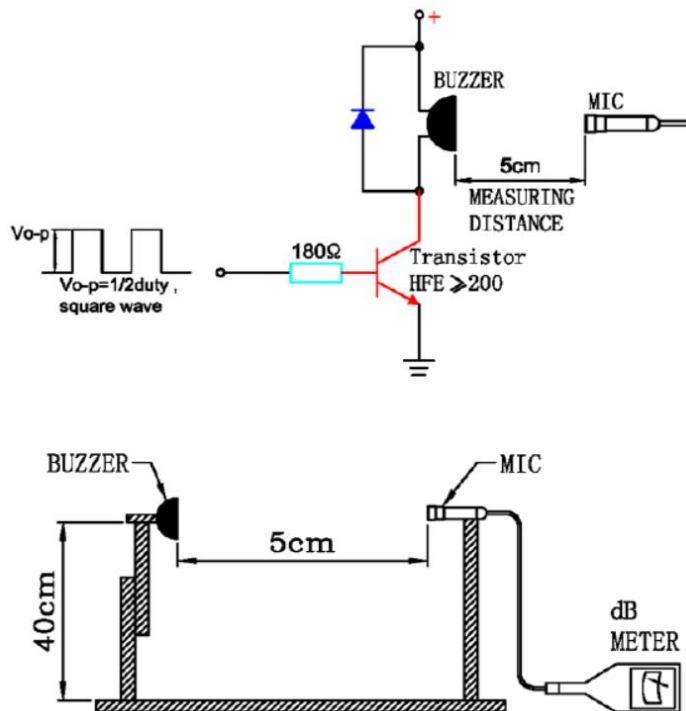 +
BUZZER
MIC
5cm
MEASURING
DISTANCE
Vo-p
Vo-p=1/2duty ,
square wave
180Ω
Transistor
HFE ≥200
BUZZER
MIC
5cm
40cm
dB
METER